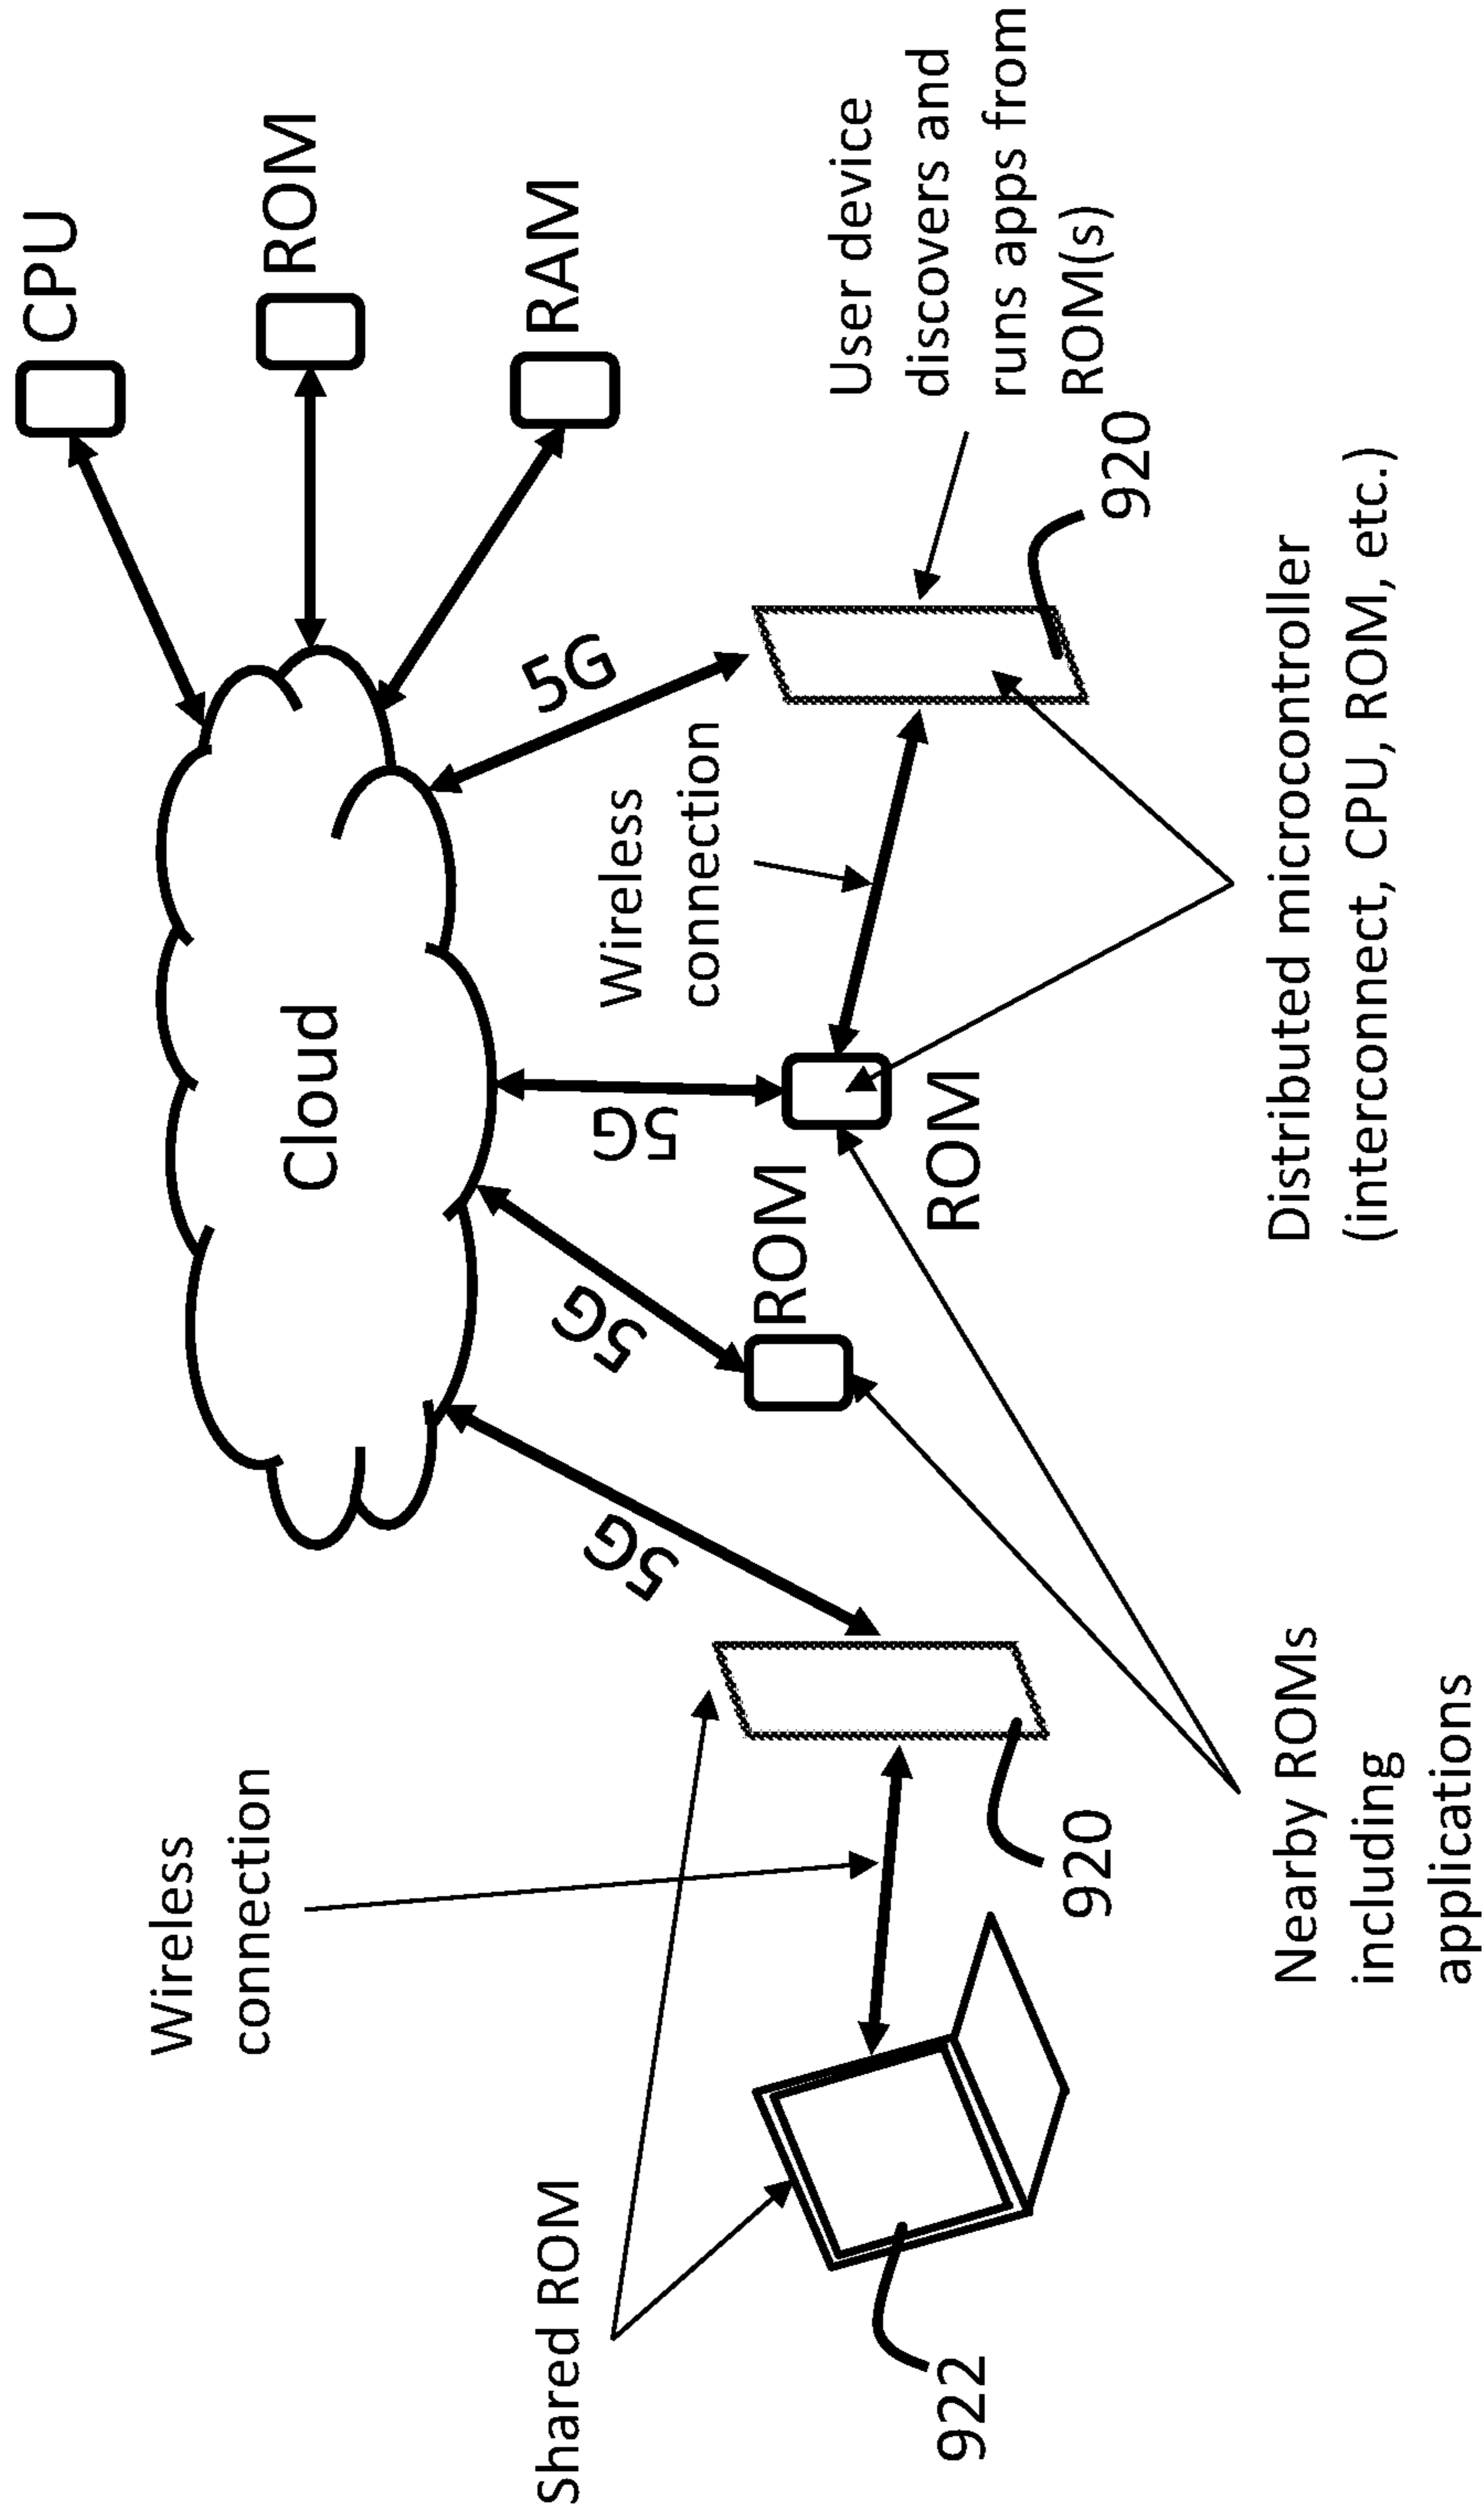 CPU
ROM
RAM
Cloud
Wireless
connection
Shared ROM
5G
5G
5G
5G
Wireless
connection
ROM
ROM
User device
discovers and
runs apps from
ROM(s)
922
920
920
Nearby ROMs
including
applications
Distributed microcontroller
(interconnect, CPU, ROM, etc.)